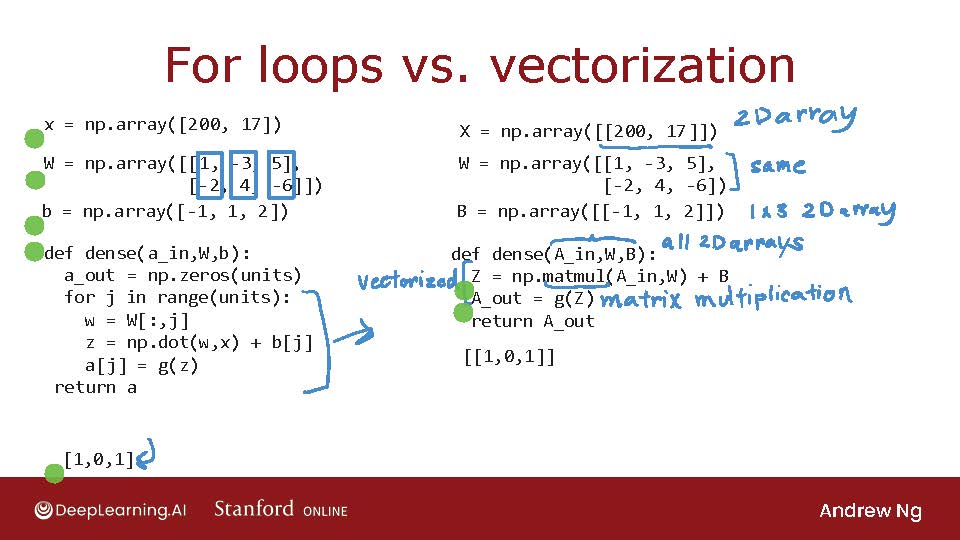 For loops vs. vectorization
x = np.array([200, 17])
W = np.array([[1, -3, 5],
[-2, 4, -6]])
b = np.array([-1, 1, 2])
def dense(a_in,W,b):
a_out = np.zeros(units)
for j in range(units):
w = W[:,j]
z = np.dot(w,x) + b[j]
a[j] = g(z)
return a
[1,0,1]
X = np.array([[200, 17]]) 2D array
W = np.array([[1, -3, 5], same
[-2, 4, -6])
B = np.array([[-1, 1, 2]]) 1x3 2D array
all 2D arrays
def dense(A_in,W,B):
vectorized Z = np.matmul(A_in,W) + B
A_out = g(Z) matrix multiplication
return A_out
[[1,0,1]]
DeepLearning.AI Stanford ONLINE Andrew Ng